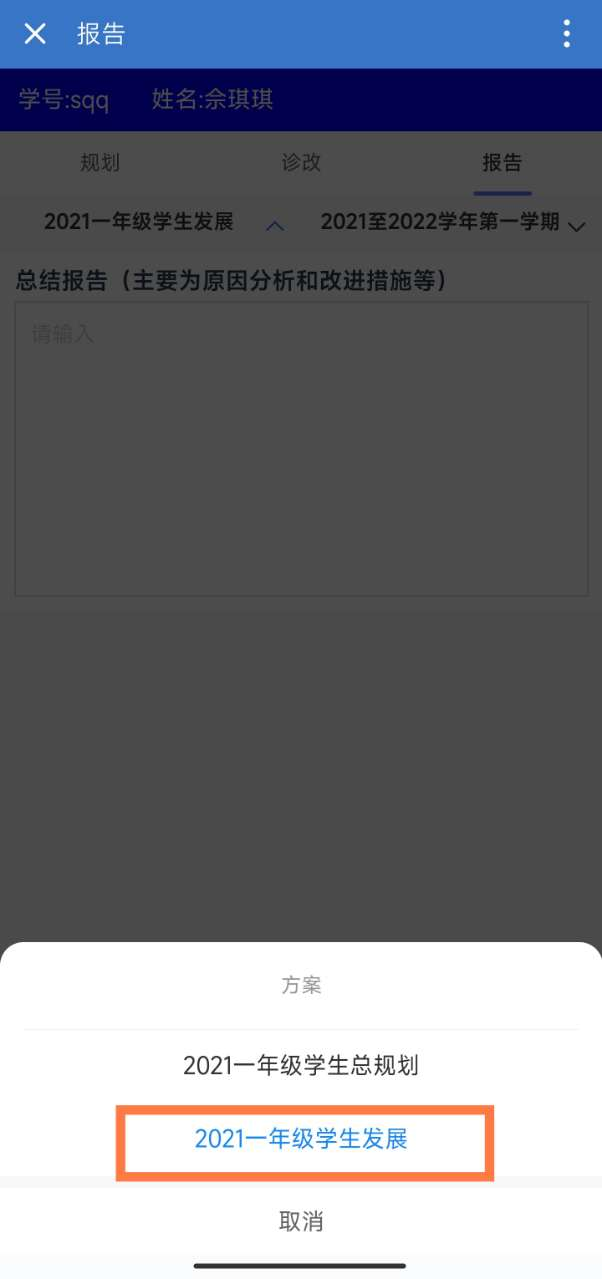 报告
学号:sqq 姓名:佘琪琪
规划 诊改 报告
2021一年级学生发展 2021至2022学年第一学期
总结报告（主要为原因分析和改进措施等）
请输入
方案
2021一年级学生总规划
2021一年级学生发展
取消